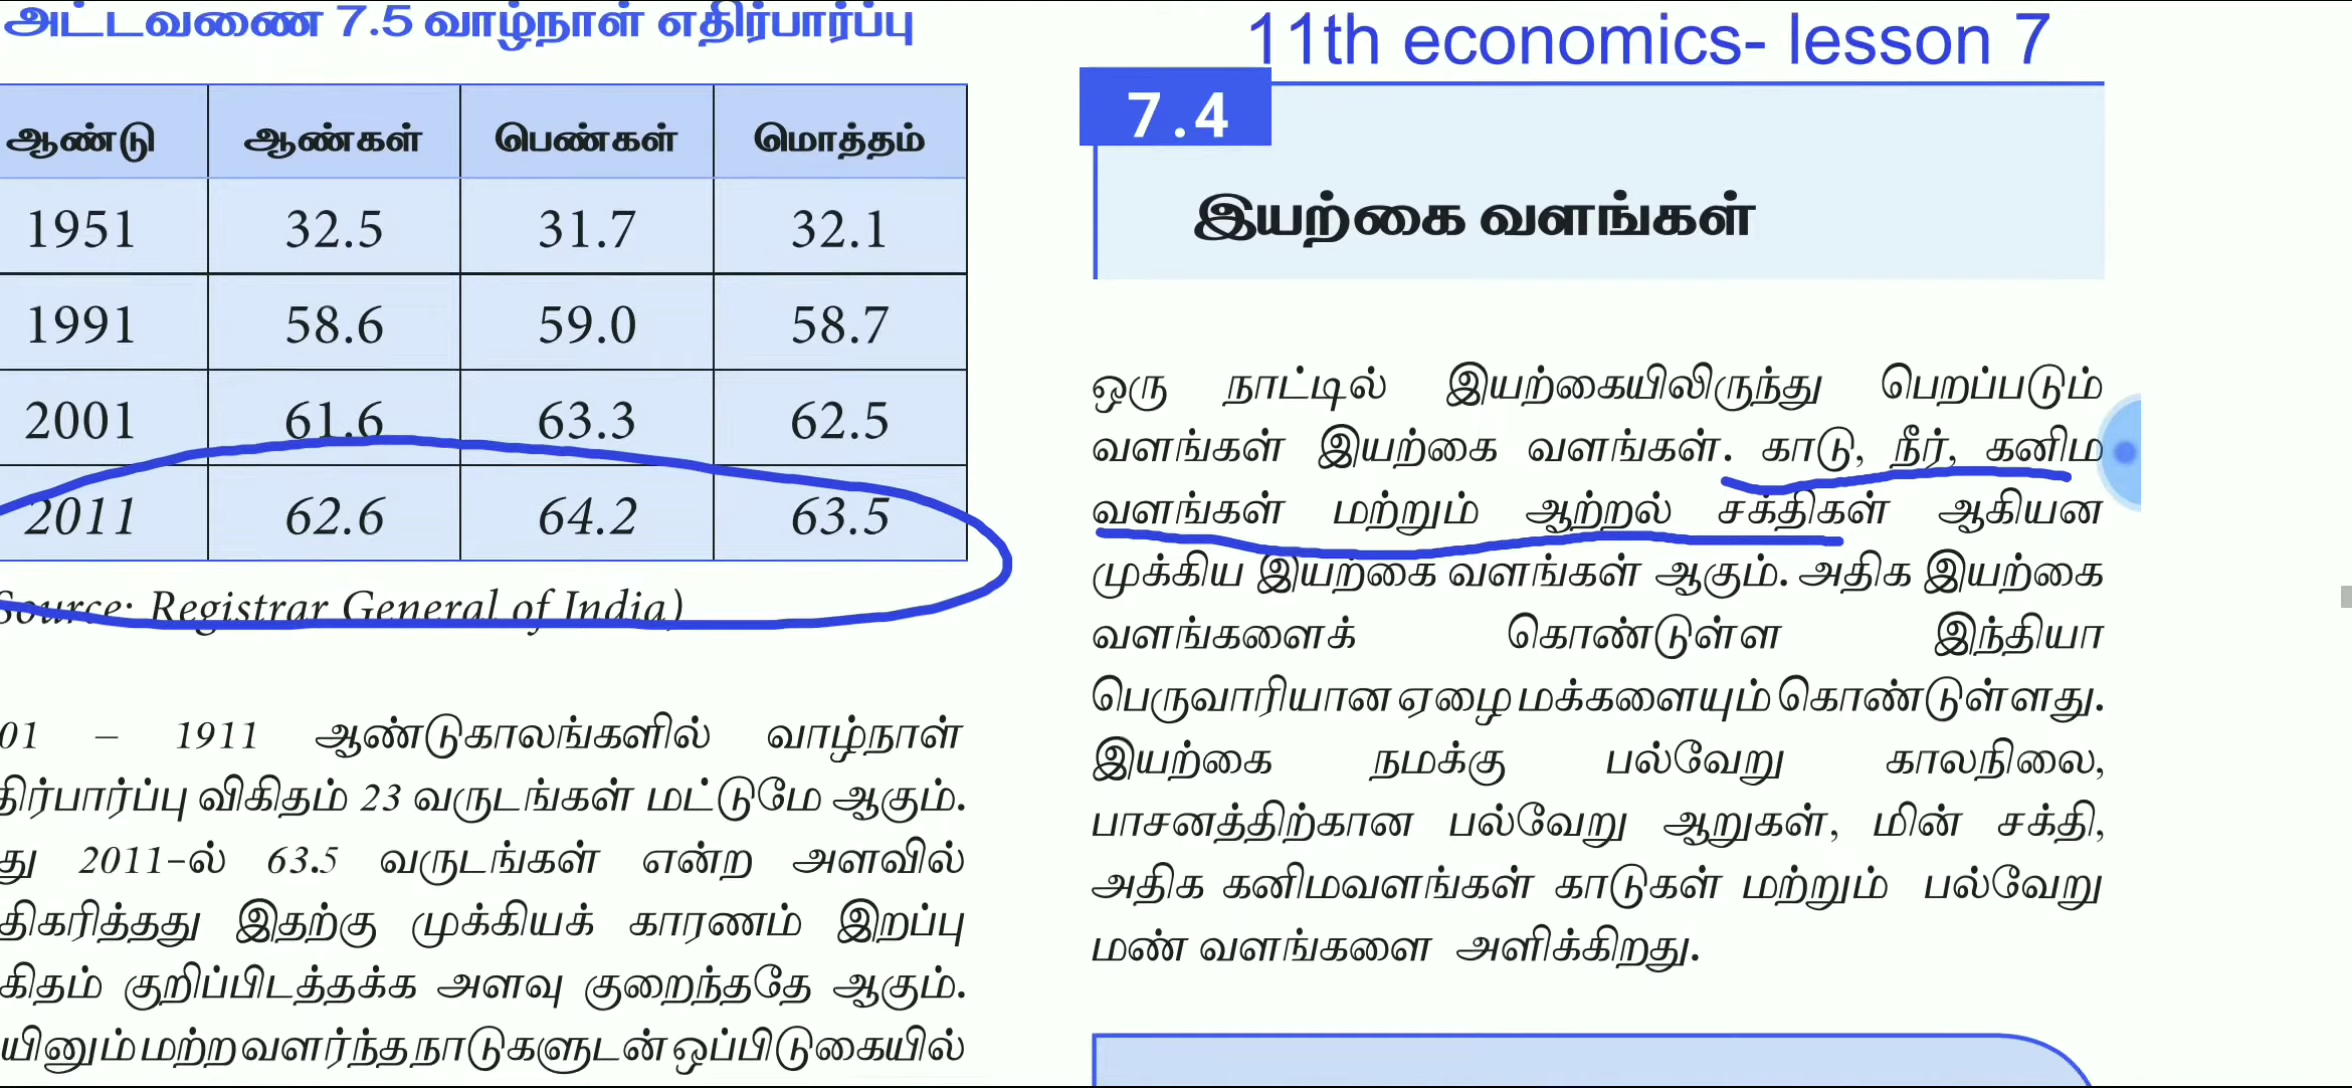 அட்டவணை 7.5 வாழ்நாள் எதிர்பார்ப்பு
ஆண்டு ஆண்கள் பெண்கள் மொத்தம்
1951 32.5 31.7 32.1
1991 58.6 59.0 58.7
2001 61.6 63.3 62.5
2011 62.6 64.2 63.5
Source: Registrar General of India)
01 – 1911 ஆண்டுகாலங்களில் வாழ்நாள்
திர்பார்ப்பு விகிதம் 23 வருடங்கள் மட்டுமே ஆகும்.
து 2011-ல் 63.5 வருடங்கள் என்ற அளவில்
திகரித்தது இதற்கு முக்கியக் காரணம் இறப்பு
கிதம் குறிப்பிடத்தக்க அளவு குறைந்ததே ஆகும்.
யினும் மற்ற வளர்ந்த நாடுகளுடன் ஒப்பிடுகையில்
11th economics- lesson 7
7.4
இயற்கை வளங்கள்
ஒரு நாட்டில் இயற்கையிலிருந்து பெறப்படும்
வளங்கள் இயற்கை வளங்கள். காடு, நீர், கனிம
வளங்கள் மற்றும் ஆற்றல் சக்திகள் ஆகியன
முக்கிய இயற்கை வளங்கள் ஆகும். அதிக இயற்கை
வளங்களைக் கொண்டுள்ள இந்தியா
பெருவாரியான ஏழை மக்களையும் கொண்டுள்ளது.
இயற்கை நமக்கு பல்வேறு காலநிலை,
பாசனத்திற்கான பல்வேறு ஆறுகள், மின் சக்தி,
அதிக கனிமவளங்கள் காடுகள் மற்றும் பல்வேறு
மண் வளங்களை அளிக்கிறது.